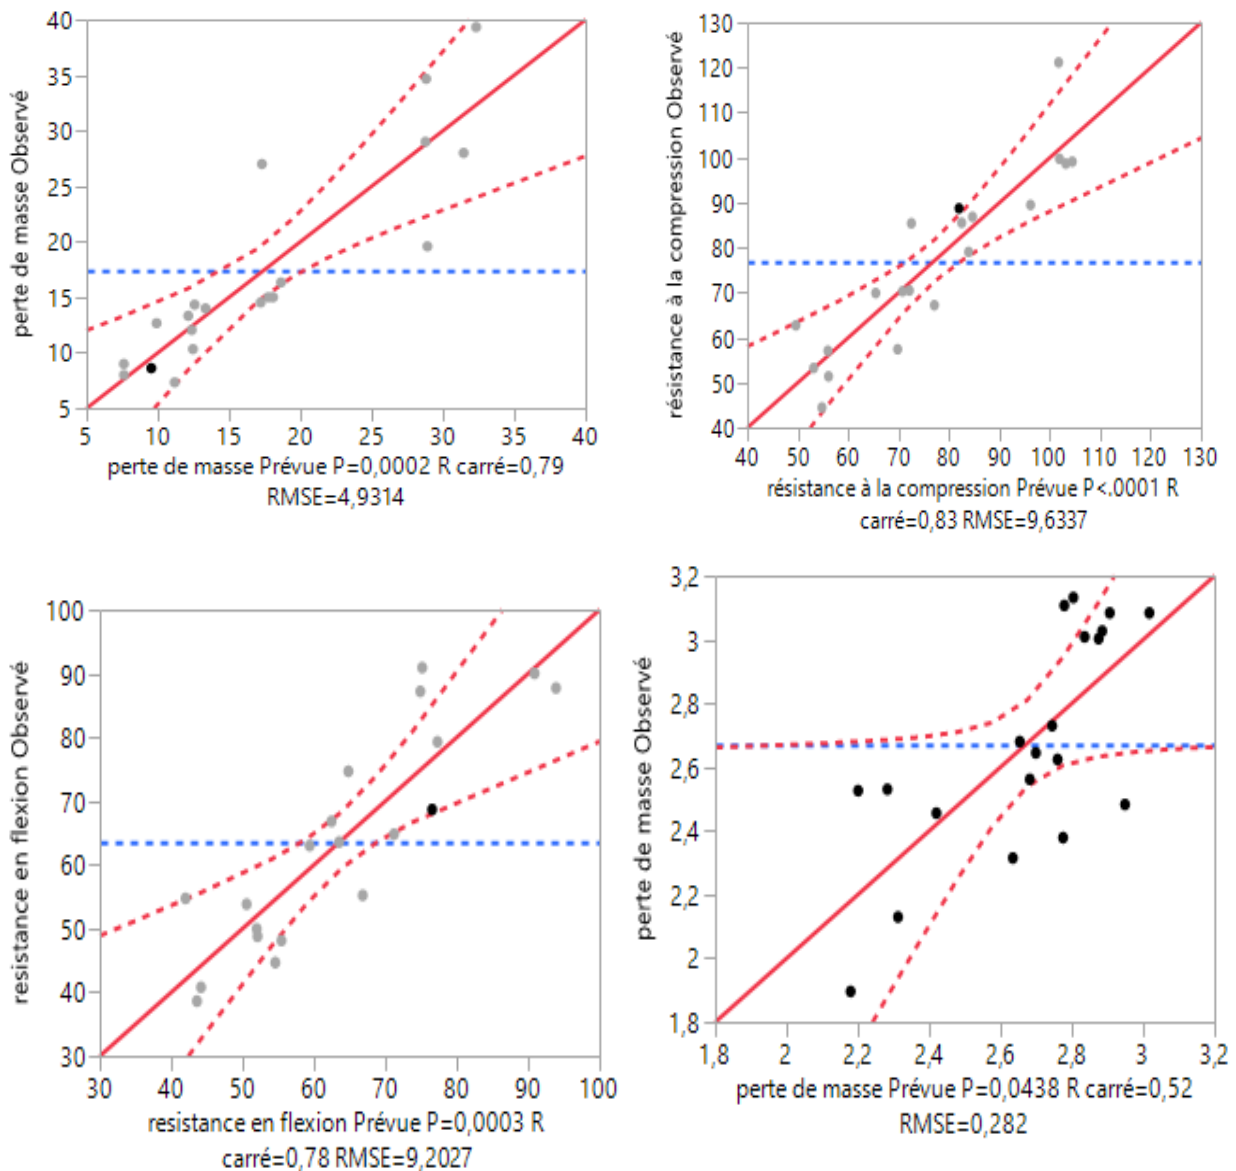 40
35
30
25
20
15
10
5
perte de masse Observé
5 10 15 20 25 30 35 40
perte de masse Prévue P=0,0002 R carré=0,79
RMSE=4,9314
130
120
110
100
90
80
70
60
50
40
résistance à la compression Observé
40 50 60 70 80 90 100 110 120 130
résistance à la compression Prévue P<.0001 R
carré=0,83 RMSE=9,6337
100
90
80
70
60
50
40
30
resistance en flexion Observé
30 40 50 60 70 80 90 100
resistance en flexion Prévue P=0,0003 R
carré=0,78 RMSE=9,2027
3,2
3
2,8
2,6
2,4
2,2
2
1,8
perte de masse Observé
1,8 2 2,2 2,4 2,6 2,8 3 3,2
perte de masse Prévue P=0,0438 R carré=0,52
RMSE=0,282